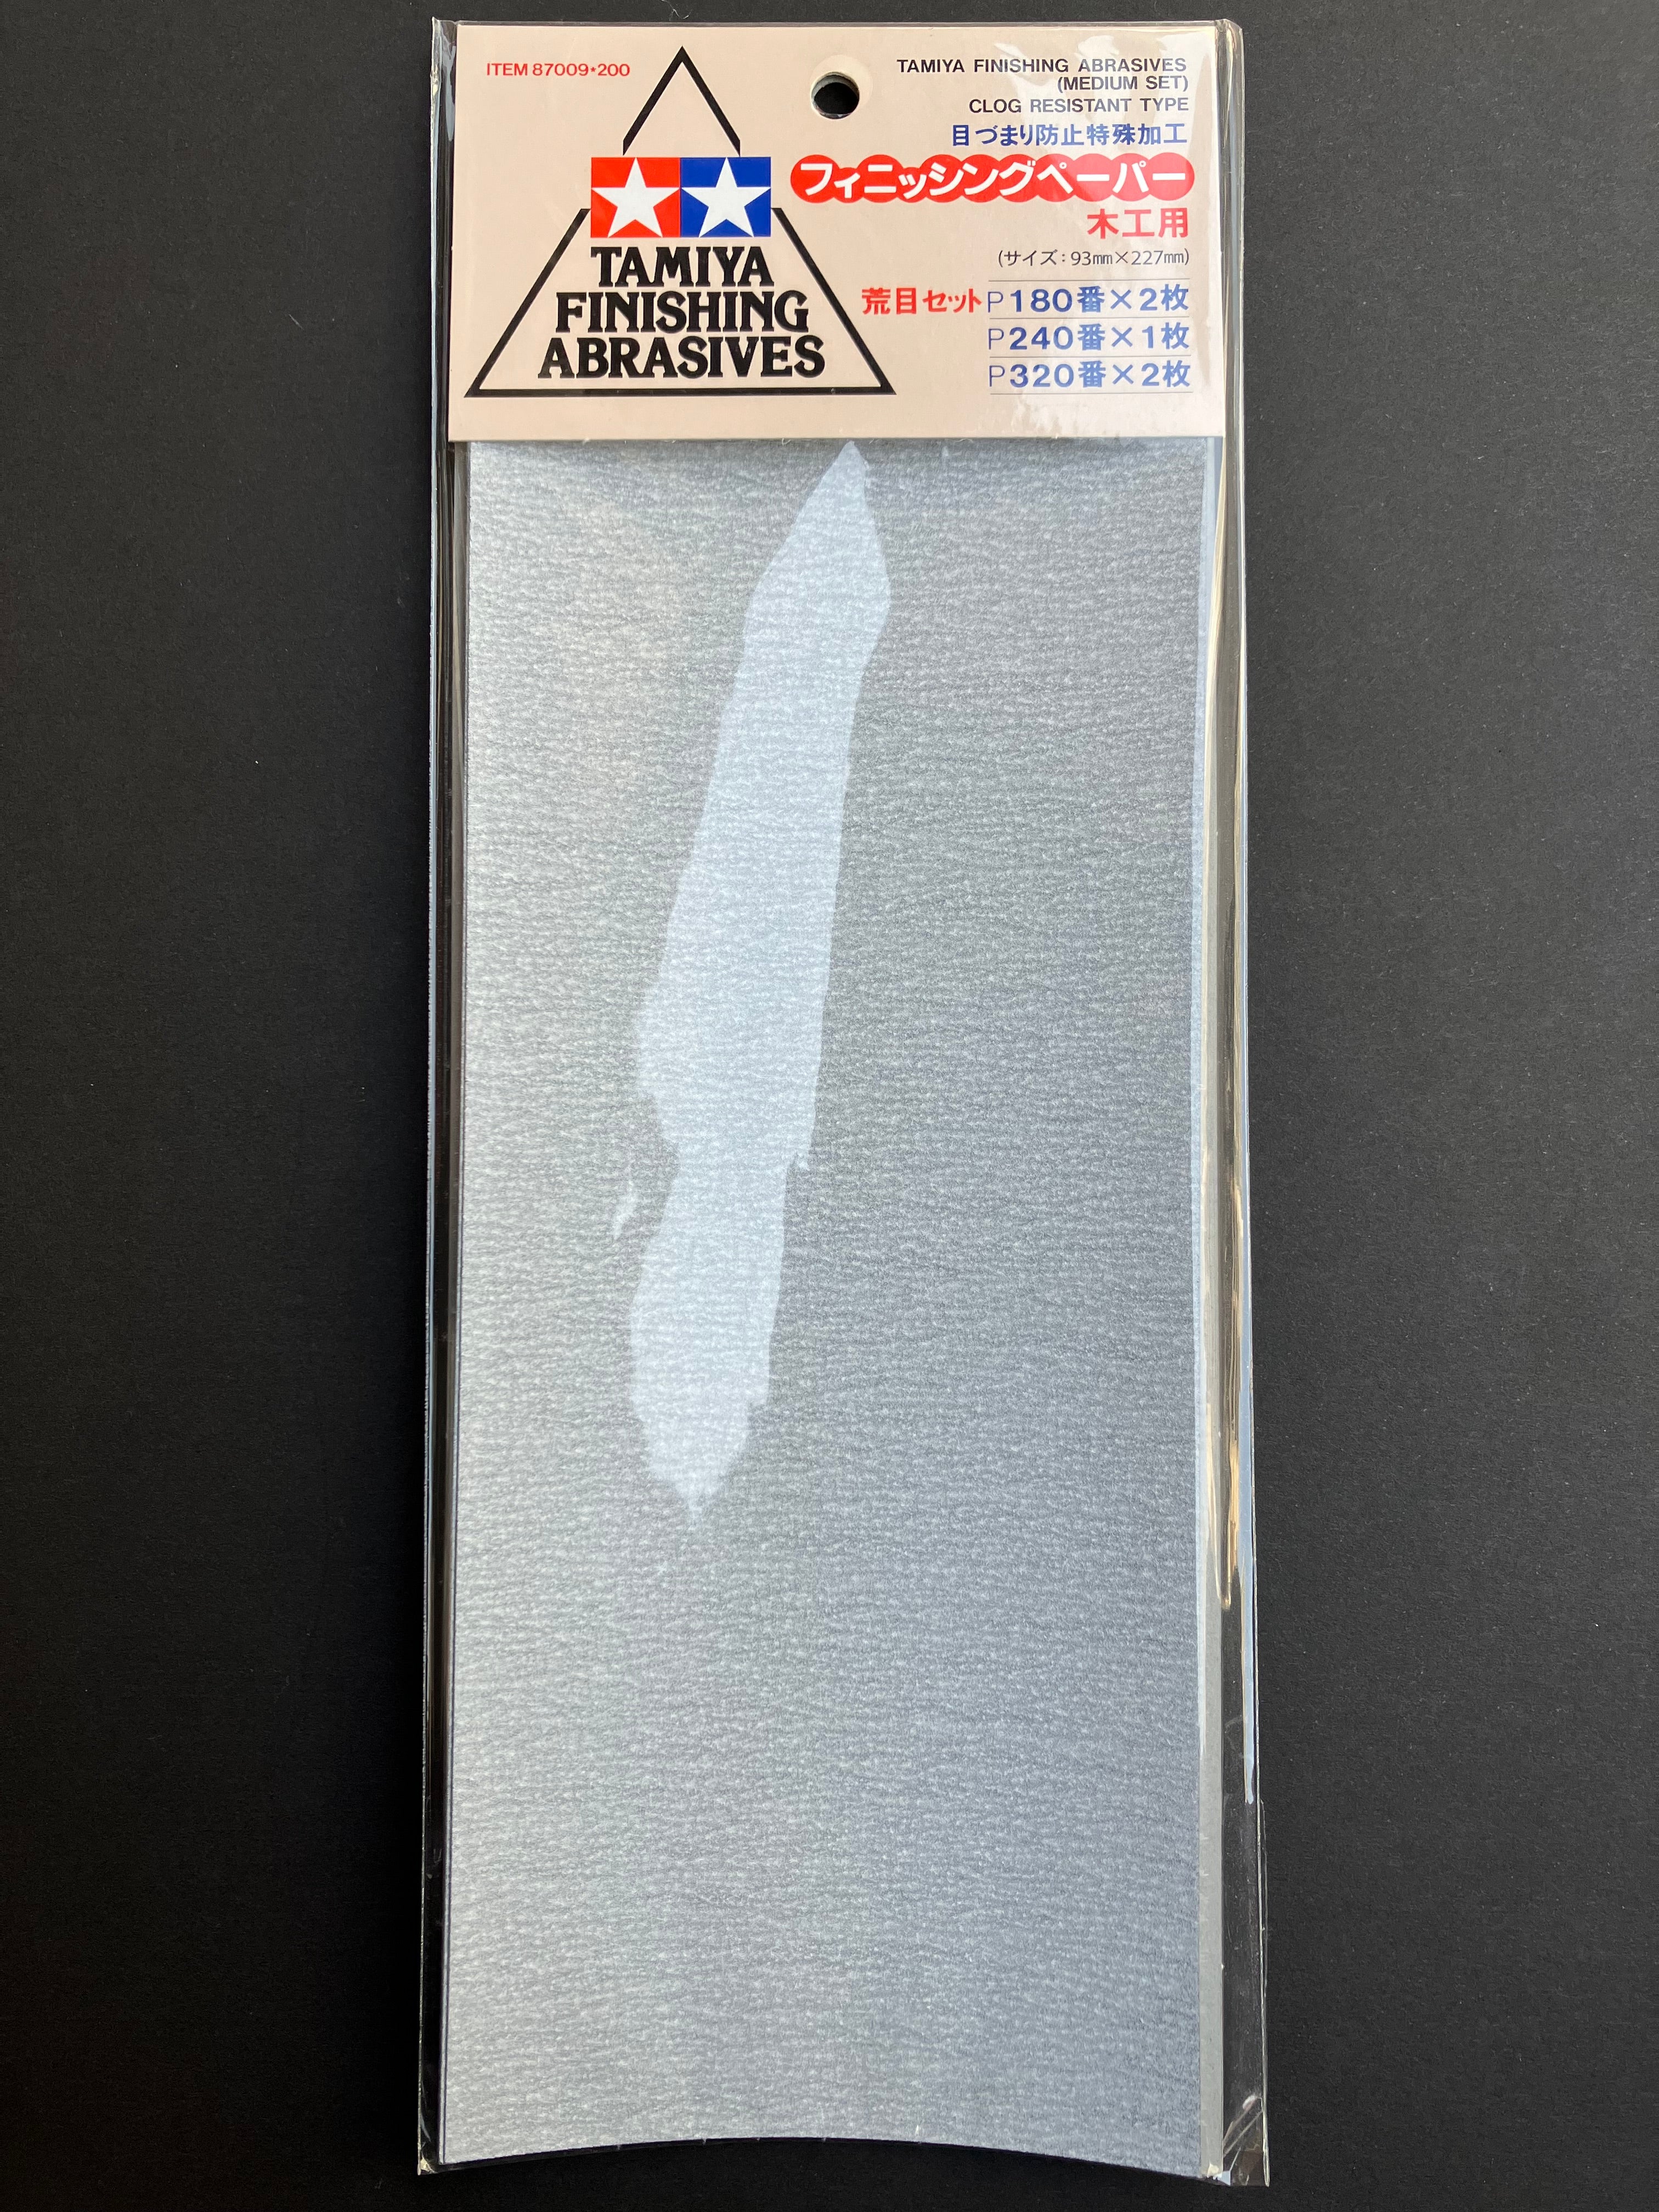 ITEM 87009*200
TAMIYA
FINISHING
ABRASIVES
TAMIYA FINISHING ABRASIVES
(MEDIUM SET)
CLOG RESISTANT TYPE
目づまり防止特殊加工
フィニッシングペーパー
木工用
(サイズ：93㎜×227㎜)
荒目セット P180番×2枚
P240番×1枚
P320番×2枚